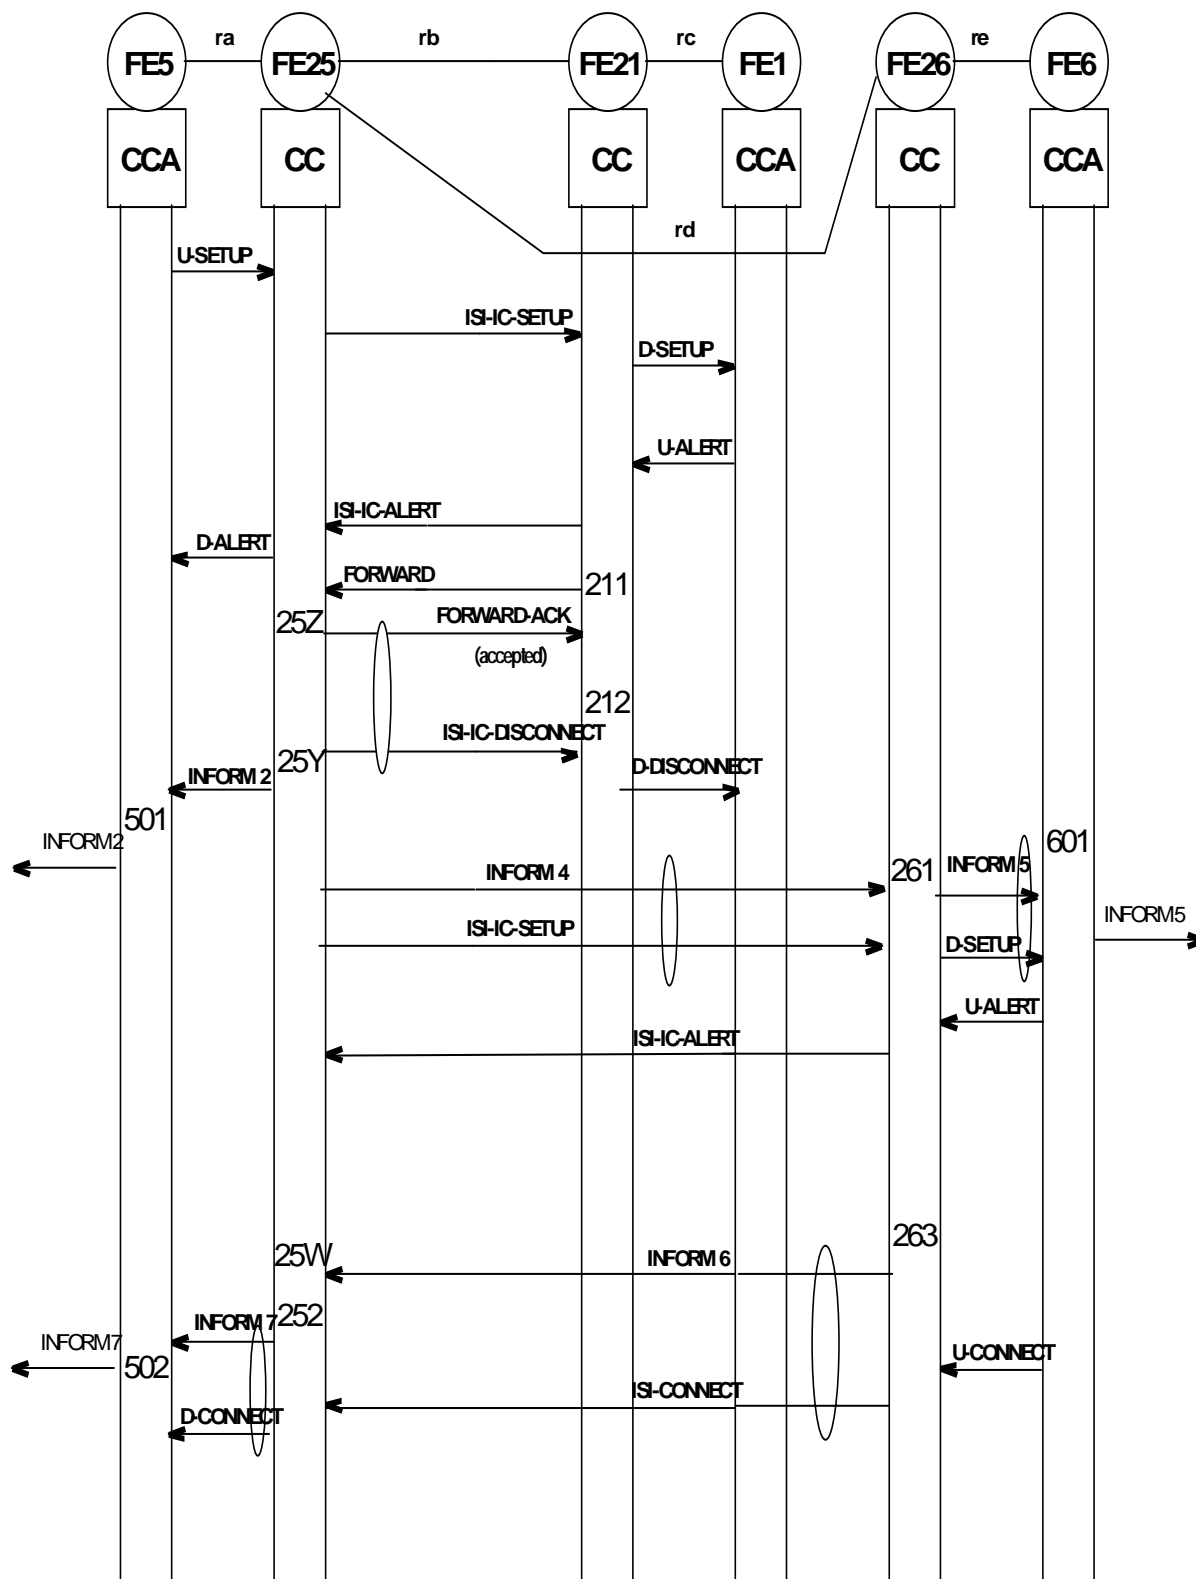 ra rb rc re
FE5 FE25 FE21 FE1 FE26 FE6
CCA CC CC CCA CC CCA
rd
U-SETUP
ISI-IC-SETUP
D-SETUP
U-ALERT
ISI-IC-ALERT
D-ALERT
FORWARD
211
25Z
FORWARD-ACK
(accepted)
212
ISI-IC-DISCONNECT
25Y
INFORM 2
D-DISCONNECT
501
INFORM2
601
INFORM 4
261
INFORM 5
INFORM5
ISI-IC-SETUP
D-SETUP
U-ALERT
ISI-IC-ALERT
263
25W
INFORM 6
252
INFORM 7
INFORM7
502
U-CONNECT
ISI-CONNECT
D-CONNECT